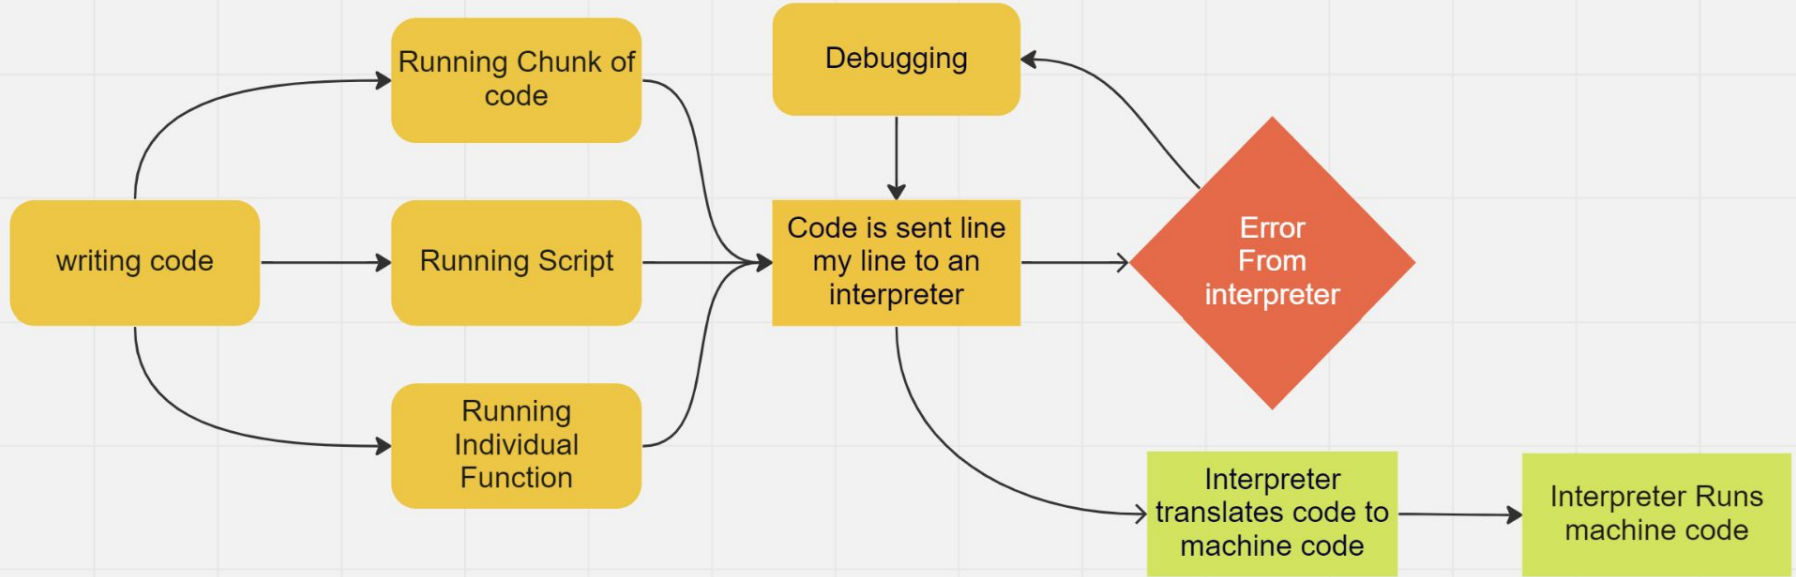 Running Chunk of
code
Debugging
writing code
Running Script
Code is sent line
my line to an
interpreter
Error
From
interpreter
Running
Individual
Function
Interpreter
translates code to
machine code
Interpreter Runs
machine code